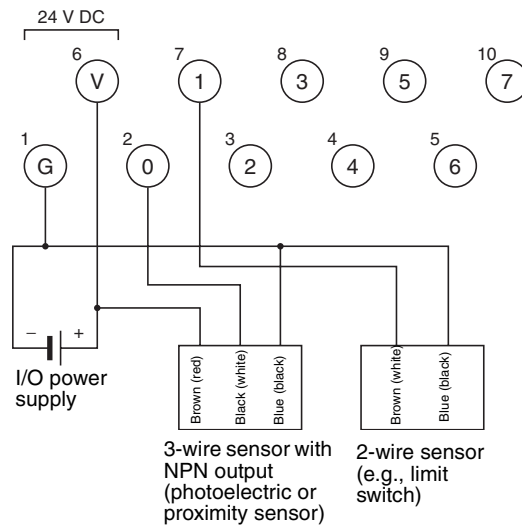 24 V DC
6 7 8 9 10
V 1 3 5 7
1 2 3 4 5
G 0 2 4 6
– +
I/O power
supply
Brown (red)
Black (white)
Blue (black)
Brown (white)
Blue (black)
3-wire sensor with
NPN output
(photoelectric or
proximity sensor)
2-wire sensor
(e.g., limit
switch)